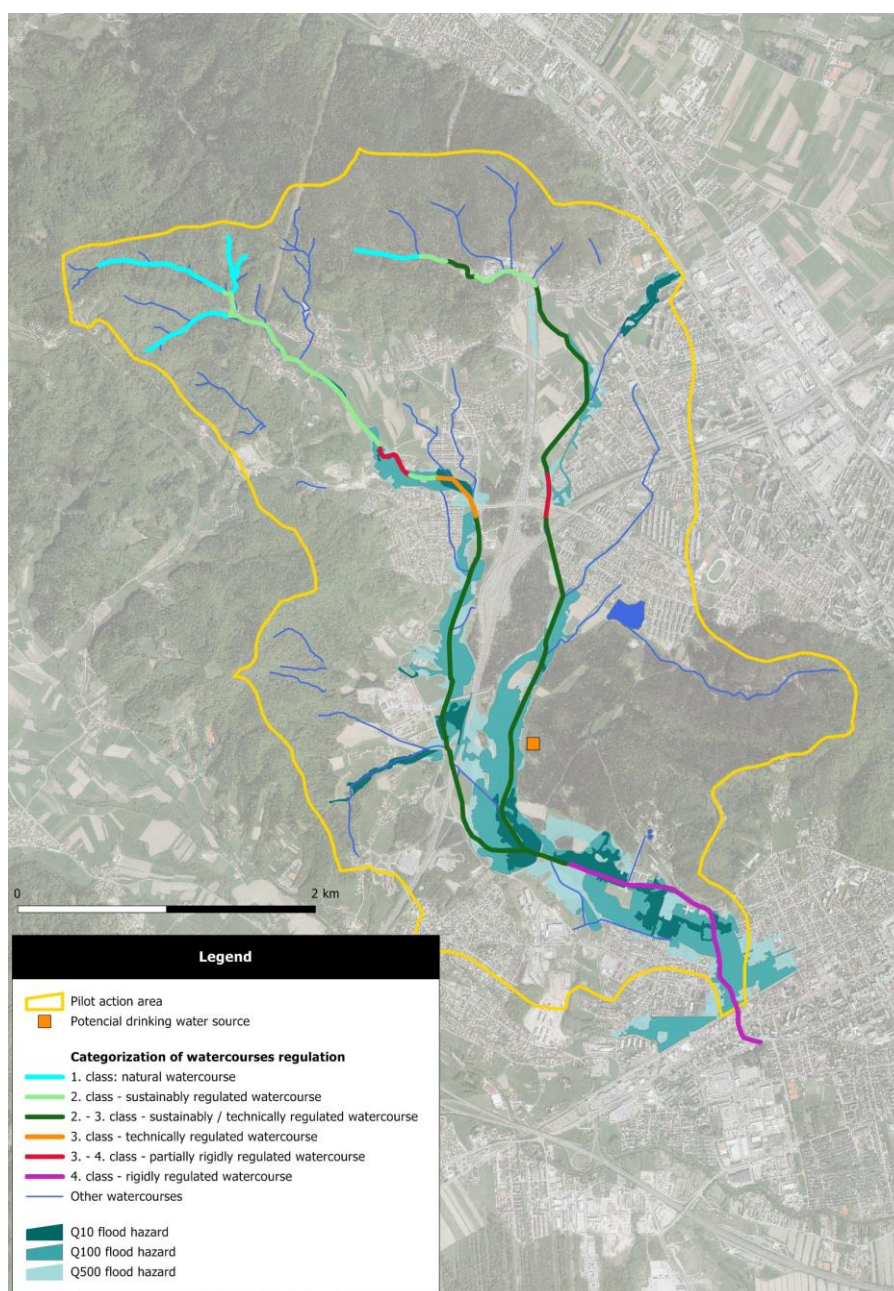 0
2 km
Legend
Pilot action area
Potencial drinking water source
Categorization of watercourses regulation
1. class: natural watercourse
2. class - sustainably regulated watercourse
2. - 3. class - sustainably / technically regulated watercourse
3. class - technically regulated watercourse
3. - 4. class - partially rigidly regulated watercourse
4. class - rigidly regulated watercourse
Other watercourses
Q10 flood hazard
Q100 flood hazard
Q500 flood hazard